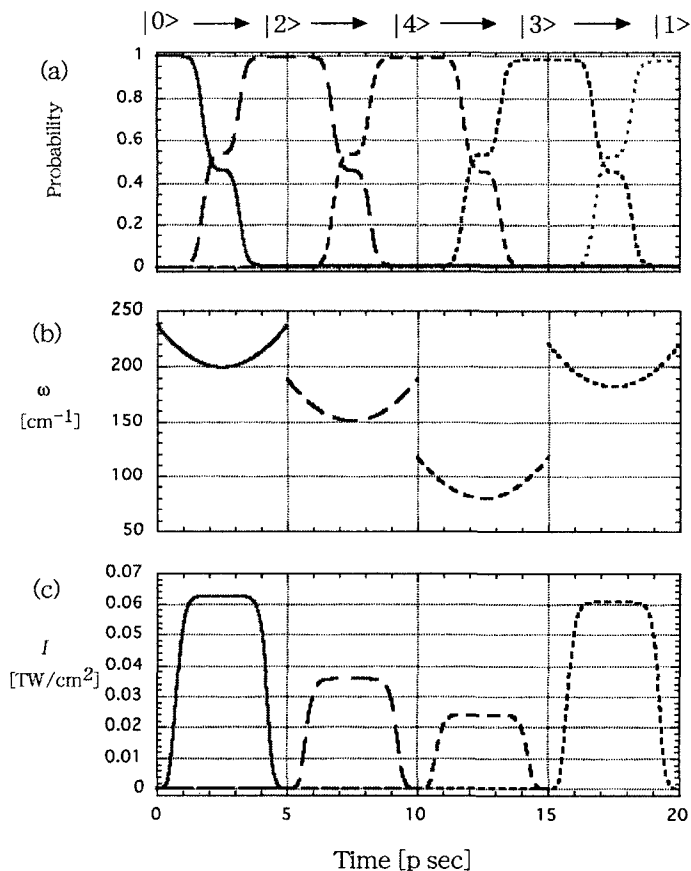 |0> → |2> → |4> → |3> → |1>
(a)
Probability
1
0.8
0.6
0.4
0.2
0
(b)
ω
[cm⁻¹]
250
200
150
100
50
(c)
I
[TW/cm²]
0.07
0.06
0.05
0.04
0.03
0.02
0.01
0
0 5 10 15 20
Time [p sec]